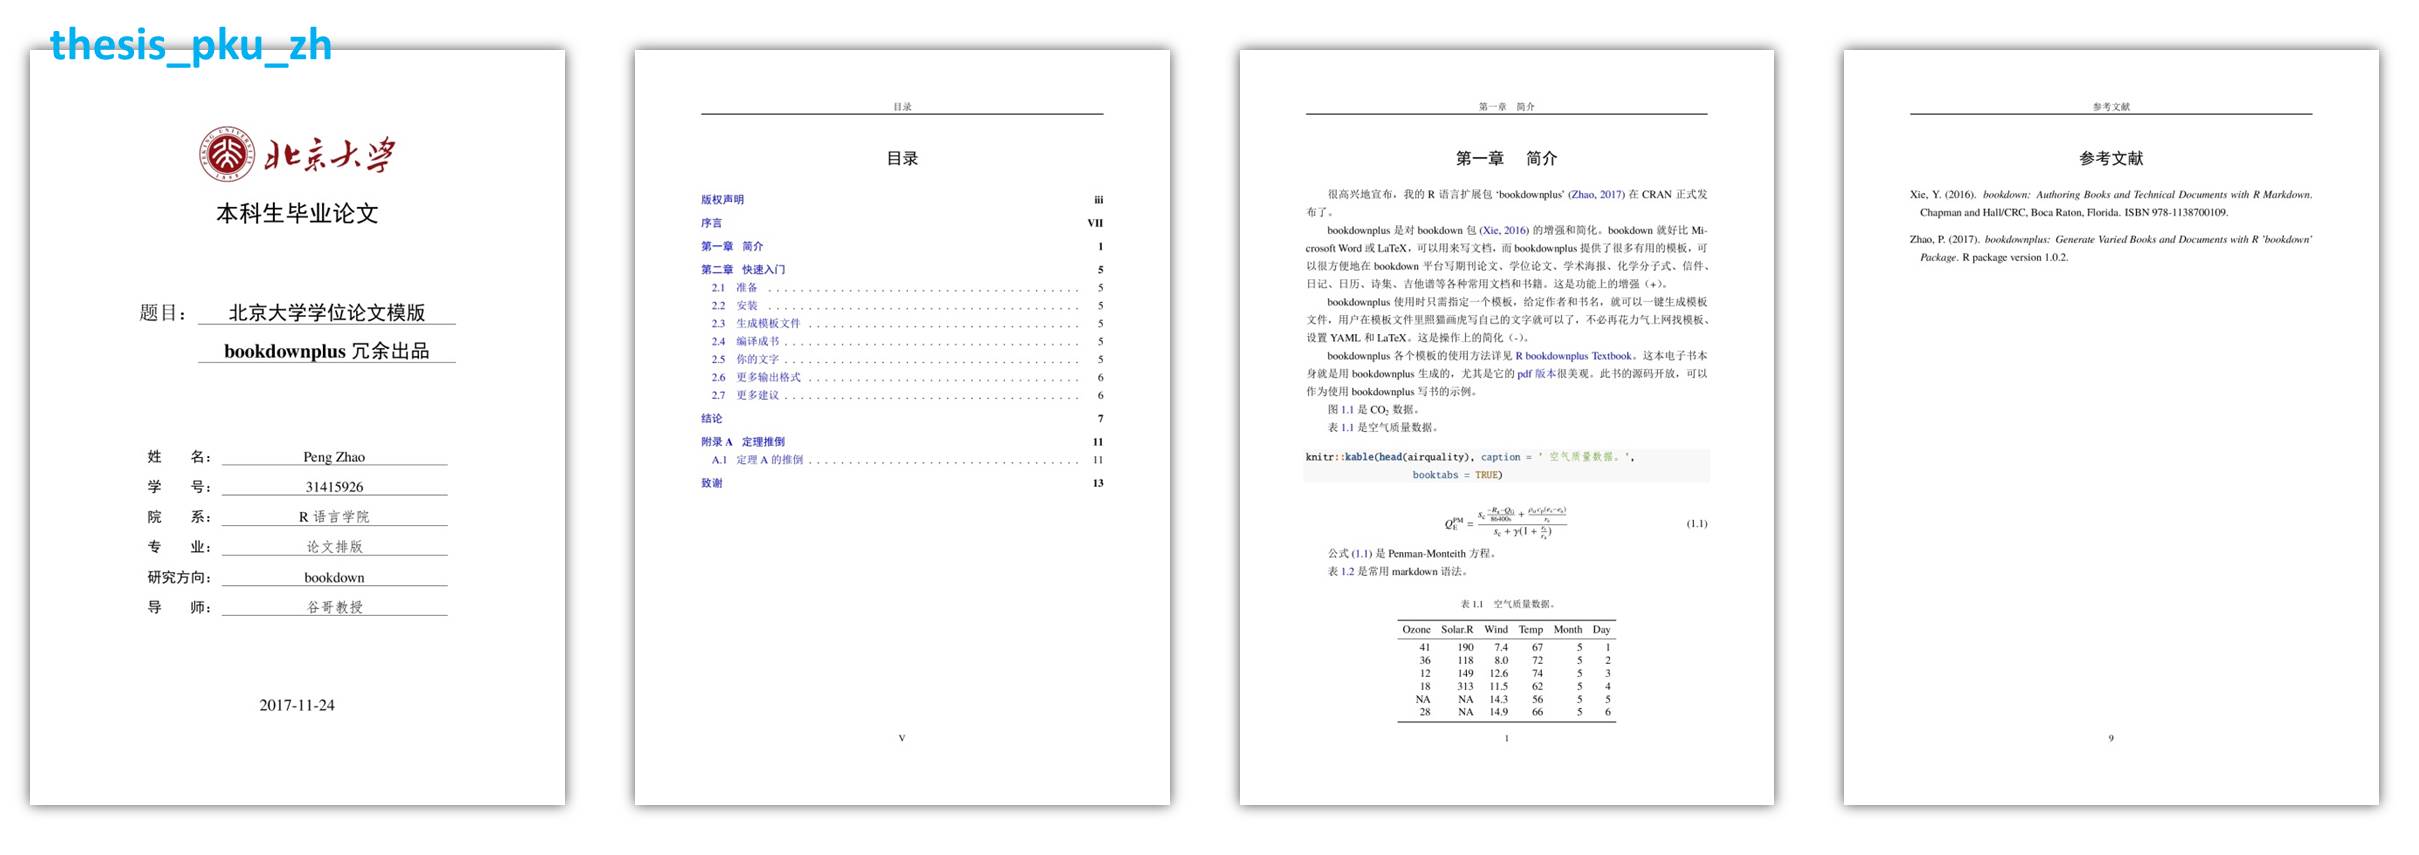 thesis_pku_zh
PEKING UNIVERSITY
1898
北京大学
本科生毕业论文
题目： 北京大学学位论文模版
bookdownplus 冗余出品
姓 名： Peng Zhao
学 号： 31415926
院 系： R 语言学院
专 业： 论文排版
研究方向： bookdown
导 师： 谷哥教授
2017-11-24
目录
目录
版权声明 iii
序言 VII
第一章 简介 1
第二章 快速入门 5
2.1 准备 . . . . . . . . . . . . . . . . . . . . 5
2.2 安装 . . . . . . . . . . . . . . . . . . . . 5
2.3 生成模板文件 . . . . . . . . . . . . . . . . . . . . 5
2.4 编译成书 . . . . . . . . . . . . . . . . . . . . 5
2.5 你的文字 . . . . . . . . . . . . . . . . . . . . 5
2.6 更多输出格式 . . . . . . . . . . . . . . . . . . . . 6
2.7 更多建议 . . . . . . . . . . . . . . . . . . . . 6
结论 7
附录 A 定理推倒 11
A.1 定理 A 的推倒 . . . . . . . . . . . . . . . . . . . . 11
致谢 13
V
第一章 简介
第一章 简介
很高兴地宣布，我的 R 语言扩展包 ‘bookdownplus’ (Zhao, 2017) 在 CRAN 正式发
布了。
bookdownplus 是对 bookdown 包 (Xie, 2016) 的增强和简化。bookdown 就好比 Mi-
crosoft Word 或 LaTeX，可以用来写文档，而 bookdownplus 提供了很多有用的模板，可
以很方便地在 bookdown 平台写期刊论文、学位论文、学术海报、化学分子式、信件、
日记、日历、诗集、吉他谱等各种常用文档和书籍。这是功能上的增强（+）。
bookdownplus 使用时只需指定一个模板，给定作者和书名，就可以一键生成模板
文件，用户在模板文件里照猫画虎写自己的文字就可以了，不必再花力气上网找模板、
设置 YAML 和 LaTeX。这是操作上的简化（-）。
bookdownplus 各个模板的使用方法详见 R bookdownplus Textbook。这本电子书本
身就是用 bookdownplus 生成的，尤其是它的 pdf 版本很美观。此书的源码开放，可以
作为使用 bookdownplus 写书的示例。
图 1.1 是 CO₂ 数据。
表 1.1 是空气质量数据。
knitr::kable(head(airquality), caption = ' 空气质量数据。',
booktabs = TRUE)
Q_E^PM = (s_c (-R_n-Q_G)/86400s + ρ_a c_p(e_s-e_a)/r_a) / (s_c + γ(1 + r_s/r_a)) (1.1)
公式 (1.1) 是 Penman-Monteith 方程。
表 1.2 是常用 markdown 语法。
表 1.1 空气质量数据。
Ozone Solar.R Wind Temp Month Day
41 190 7.4 67 5 1
36 118 8.0 72 5 2
12 149 12.6 74 5 3
18 313 11.5 62 5 4
NA NA 14.3 56 5 5
28 NA 14.9 66 5 6
1
参考文献
参考文献
Xie, Y. (2016). bookdown: Authoring Books and Technical Documents with R Markdown.
Chapman and Hall/CRC, Boca Raton, Florida. ISBN 978-1138700109.
Zhao, P. (2017). bookdownplus: Generate Varied Books and Documents with R 'bookdown'
Package. R package version 1.0.2.
9